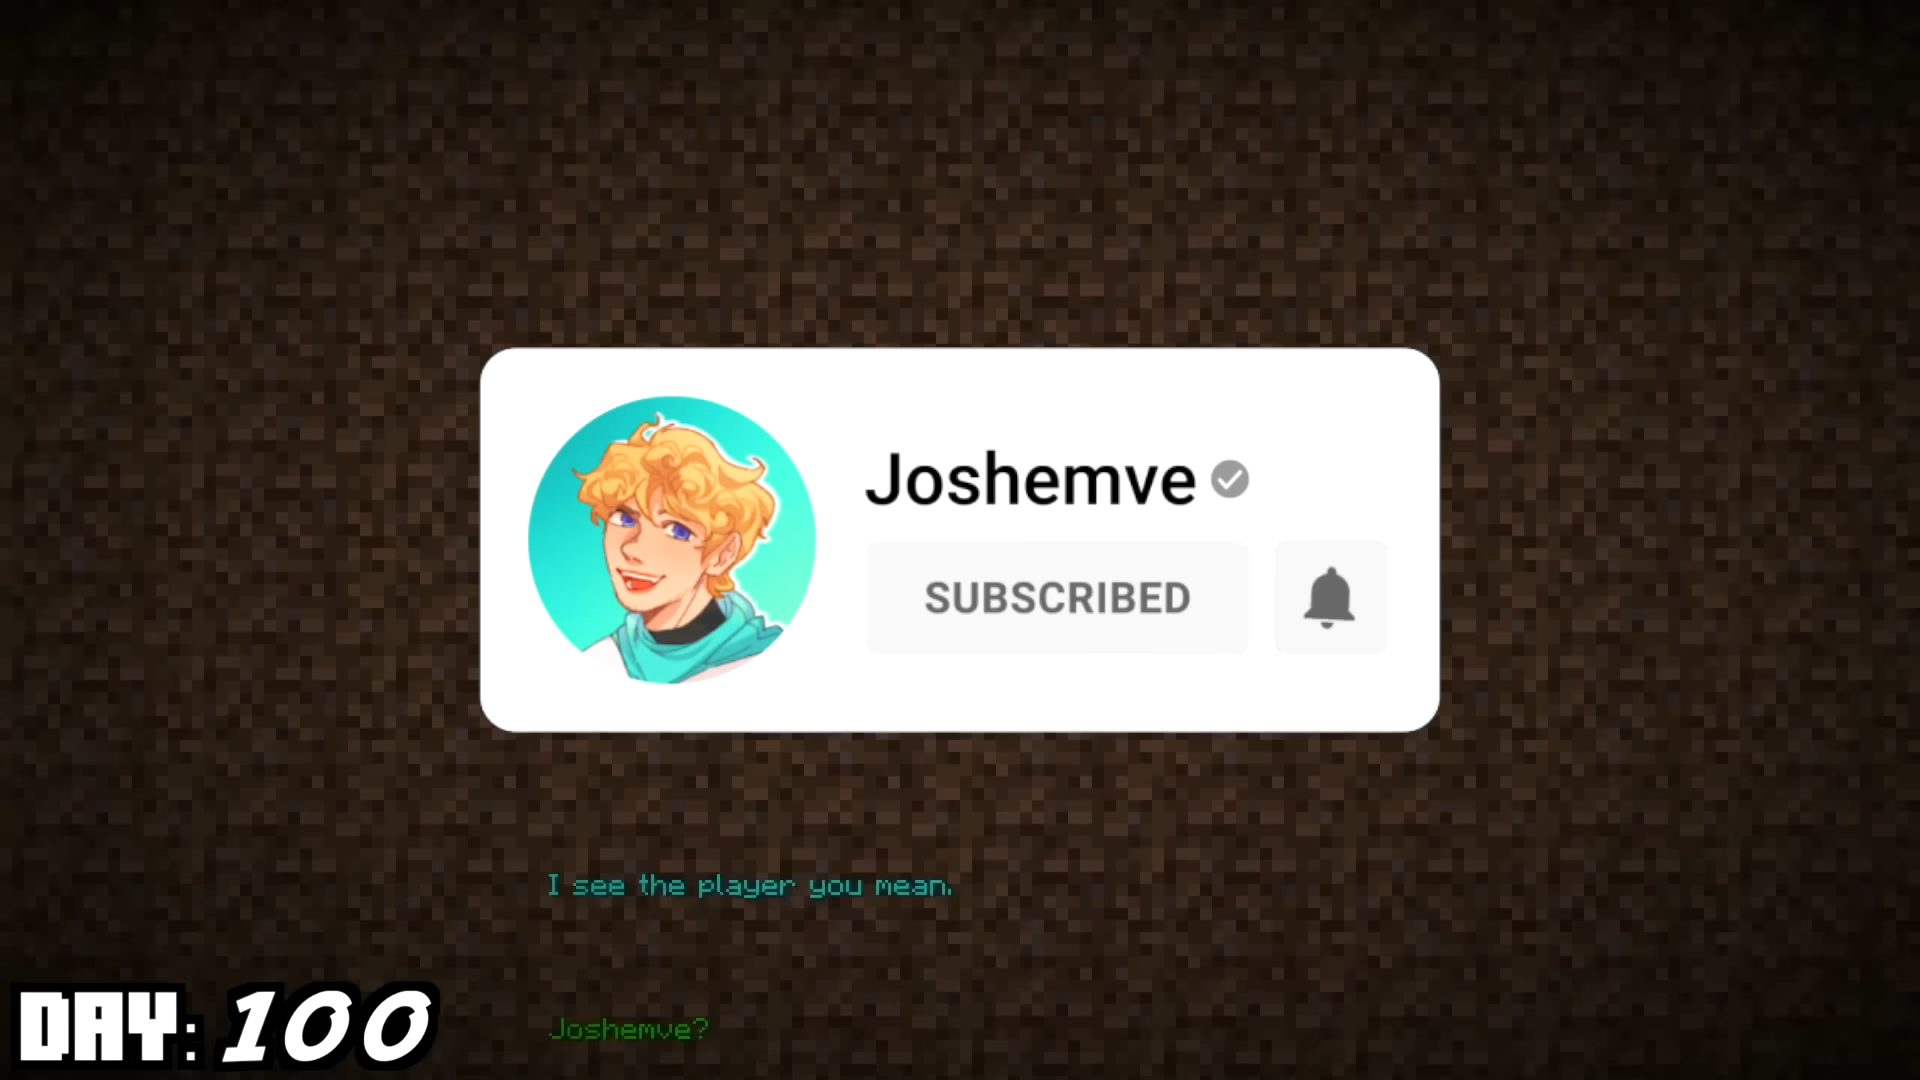 Joshemve
SUBSCRIBED
I see the player you mean.
Joshemve?
DAY: 100